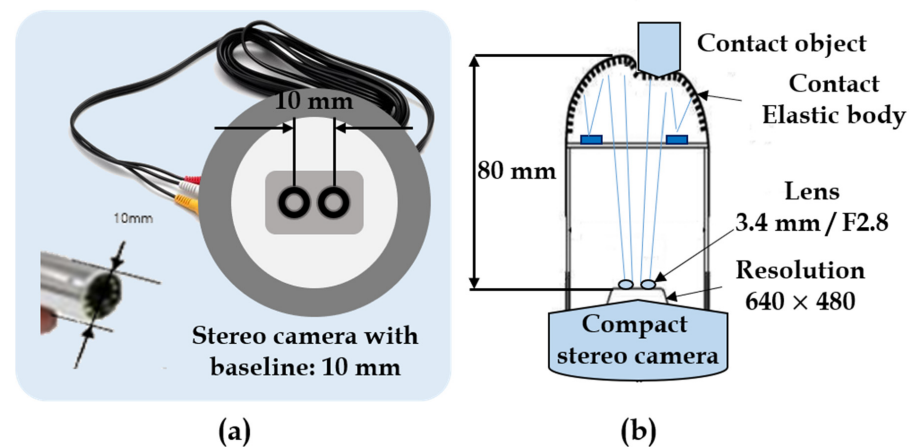 10 mm
10mm
Stereo camera with
baseline: 10 mm
(a)
Contact object
Contact
Elastic body
80 mm
Lens
3.4 mm / F2.8
Resolution
640 × 480
Compact
stereo camera
(b)